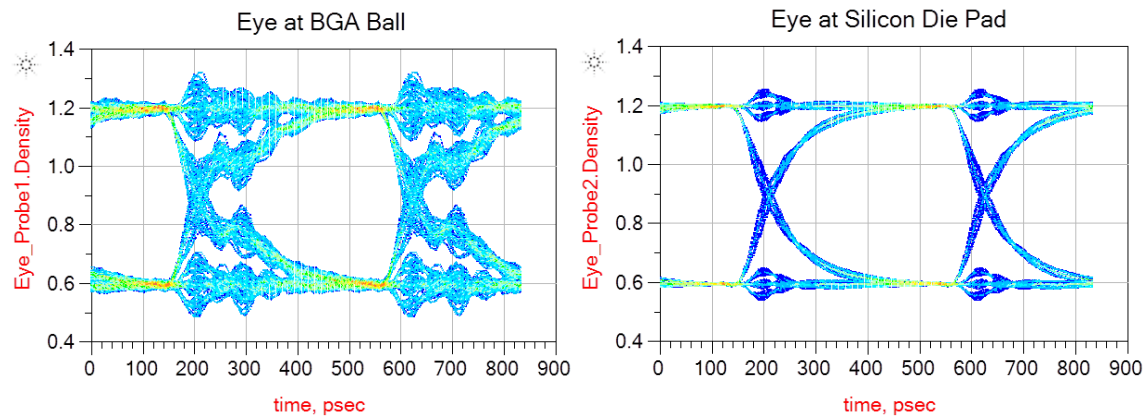 Eye at BGA Ball
1.4
1.2
1.0
0.8
0.6
0.4
Eye_Probe1.Density
0 100 200 300 400 500 600 700 800 900
time, psec
Eye at Silicon Die Pad
1.4
1.2
1.0
0.8
0.6
0.4
Eye_Probe2.Density
0 100 200 300 400 500 600 700 800 900
time, psec